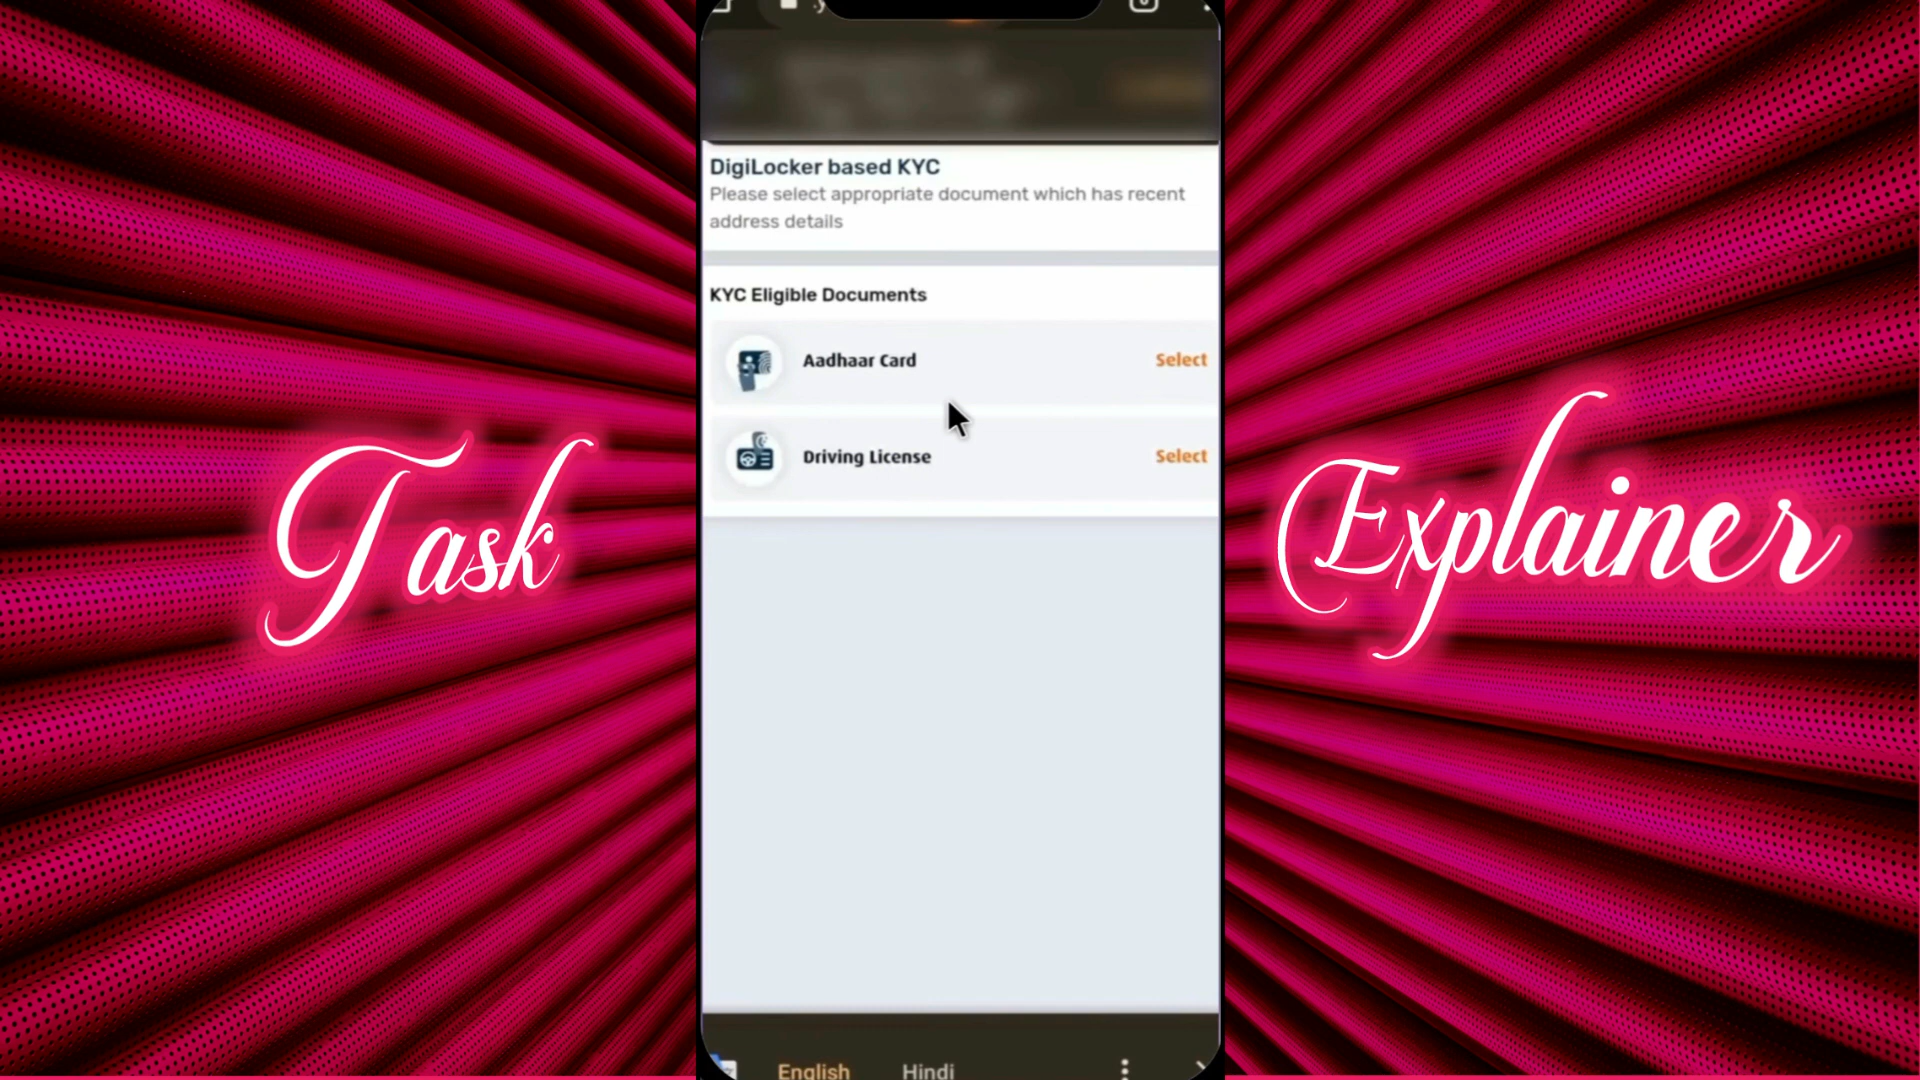 DigiLocker based KYC
Please select appropriate document which has recent
address details
KYC Eligible Documents
Aadhaar Card
Select
Driving License
Select
Task
Explainer
English
Hindi